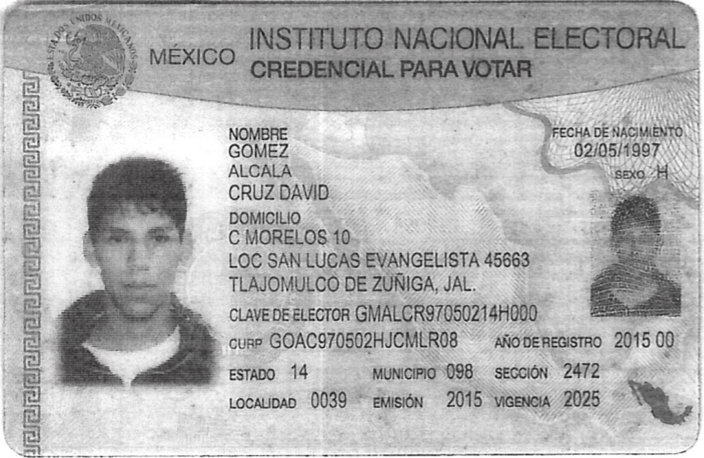 ESTADOS UNIDOS MEXICANOS
MÉXICO INSTITUTO NACIONAL ELECTORAL
CREDENCIAL PARA VOTAR
NOMBRE
GOMEZ
ALCALA
CRUZ DAVID
FECHA DE NACIMIENTO
02/05/1997
SEXO H
DOMICILIO
C MORELOS 10
LOC SAN LUCAS EVANGELISTA 45663
TLAJOMULCO DE ZUÑIGA, JAL.
CLAVE DE ELECTOR GMALCR97050214H000
CURP GOAC970502HJCMLR08 AÑO DE REGISTRO 2015 00
ESTADO 14 MUNICIPIO 098 SECCIÓN 2472
LOCALIDAD 0039 EMISIÓN 2015 VIGENCIA 2025